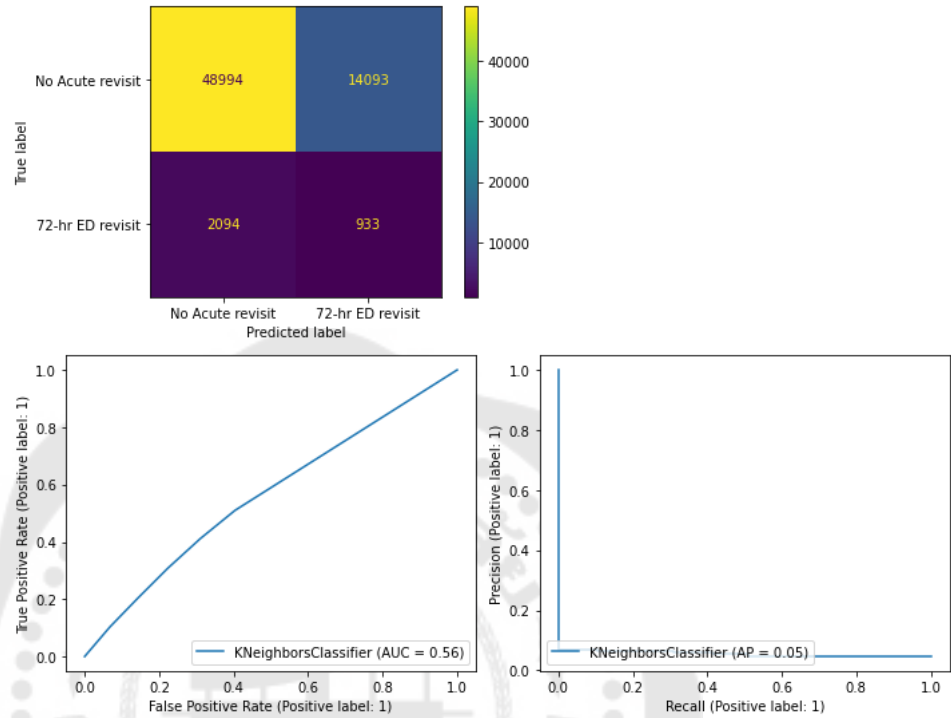 No Acute revisit
48994
14093
72-hr ED revisit
2094
933
True label
No Acute revisit
72-hr ED revisit
Predicted label
40000
30000
20000
10000
True Positive Rate (Positive label: 1)
1.0
0.8
0.6
0.4
0.2
0.0
KNeighborsClassifier (AUC = 0.56)
0.0
0.2
0.4
0.6
0.8
1.0
False Positive Rate (Positive label: 1)
Precision (Positive label: 1)
1.0
0.8
0.6
0.4
0.2
0.0
KNeighborsClassifier (AP = 0.05)
0.0
0.2
0.4
0.6
0.8
1.0
Recall (Positive label: 1)